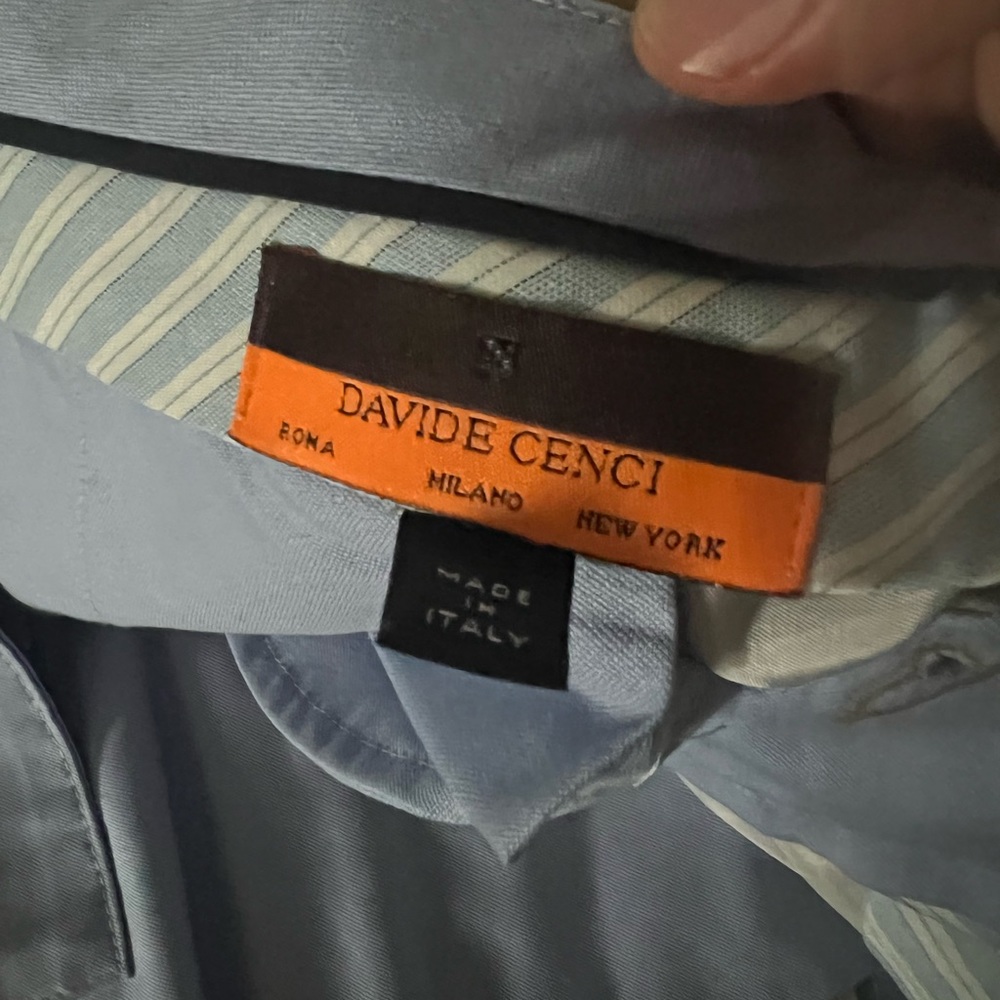 DAVIDE CENCI
ROMA MILANO NEW YORK
MADE
IN
ITALY